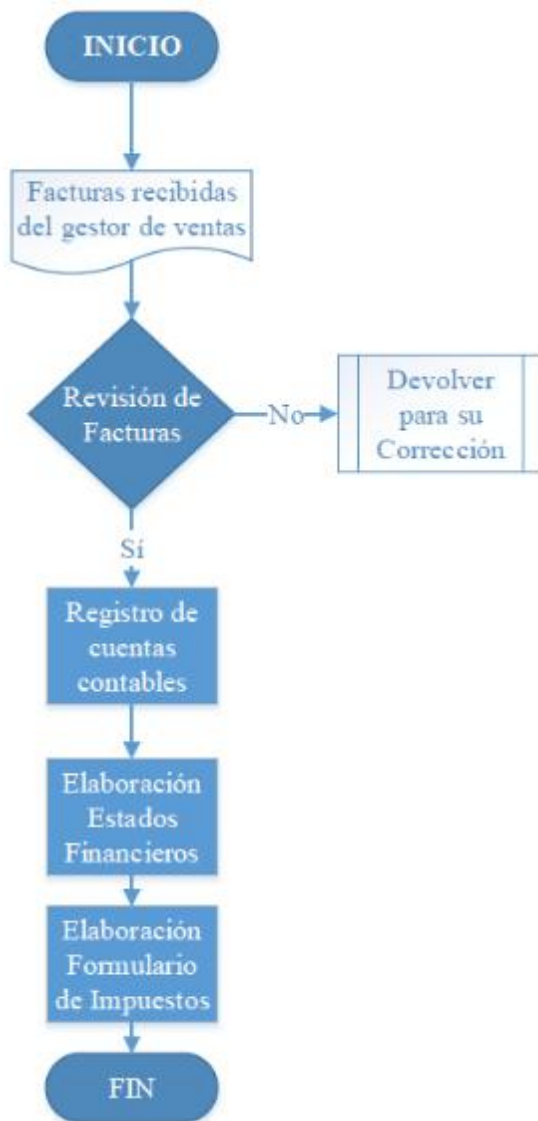 INICIO
Facturas recibidas
del gestor de ventas
Revisión de
Facturas
No
Devolver
para su
Corrección
Sí
Registro de
cuentas
contables
Elaboración
Estados
Financieros
Elaboración
Formulario
de Impuestos
FIN